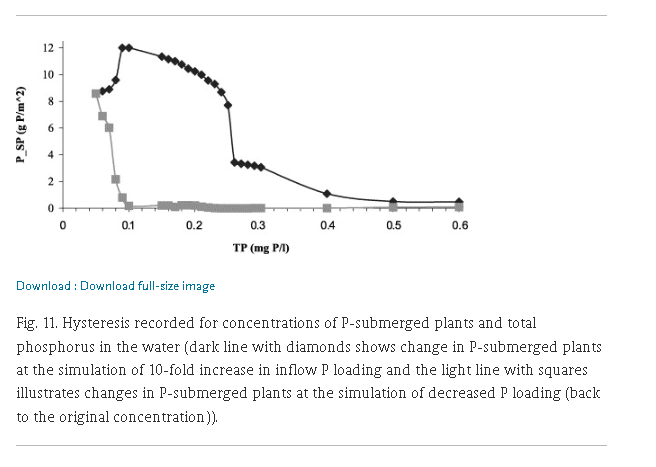 12
10
8
6
4
2
0
P_SP (g P/m^2)
0
0.1
0.2
0.3
0.4
0.5
0.6
TP (mg P/l)
Download : Download full-size image
Fig. 11. Hysteresis recorded for concentrations of P-submerged plants and total
phosphorus in the water (dark line with diamonds shows change in P-submerged plants
at the simulation of 10-fold increase in inflow P loading and the light line with squares
illustrates changes in P-submerged plants at the simulation of decreased P loading (back
to the original concentration)).